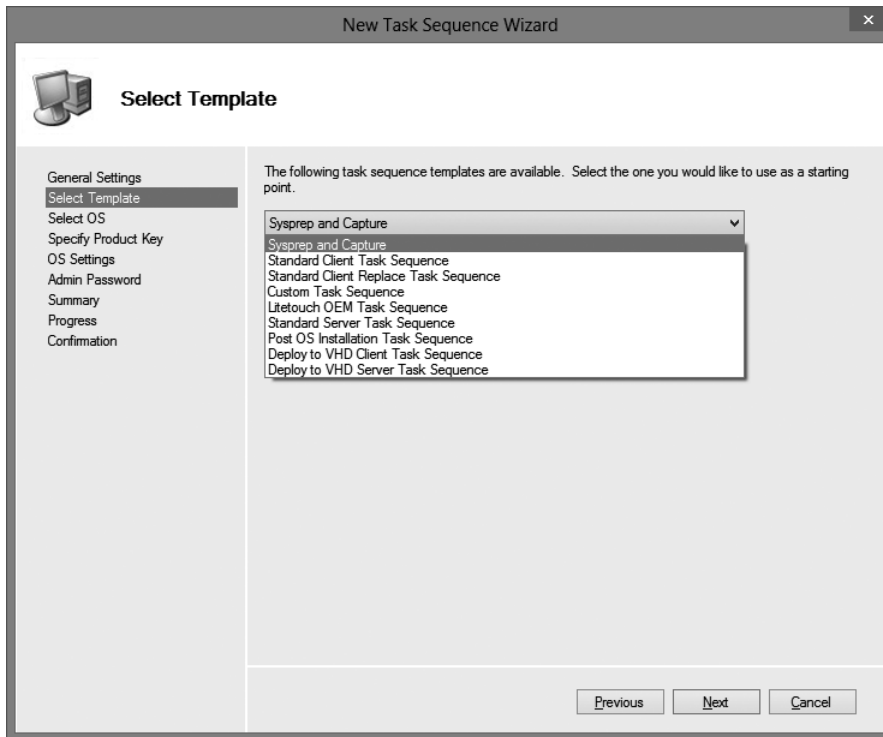 New Task Sequence Wizard
Select Template
General Settings
Select Template
Select OS
Specify Product Key
OS Settings
Admin Password
Summary
Progress
Confirmation
The following task sequence templates are available. Select the one you would like to use as a starting
point.
Sysprep and Capture
Sysprep and Capture
Standard Client Task Sequence
Standard Client Replace Task Sequence
Custom Task Sequence
Litetouch OEM Task Sequence
Standard Server Task Sequence
Post OS Installation Task Sequence
Deploy to VHD Client Task Sequence
Deploy to VHD Server Task Sequence
Previous
Next
Cancel